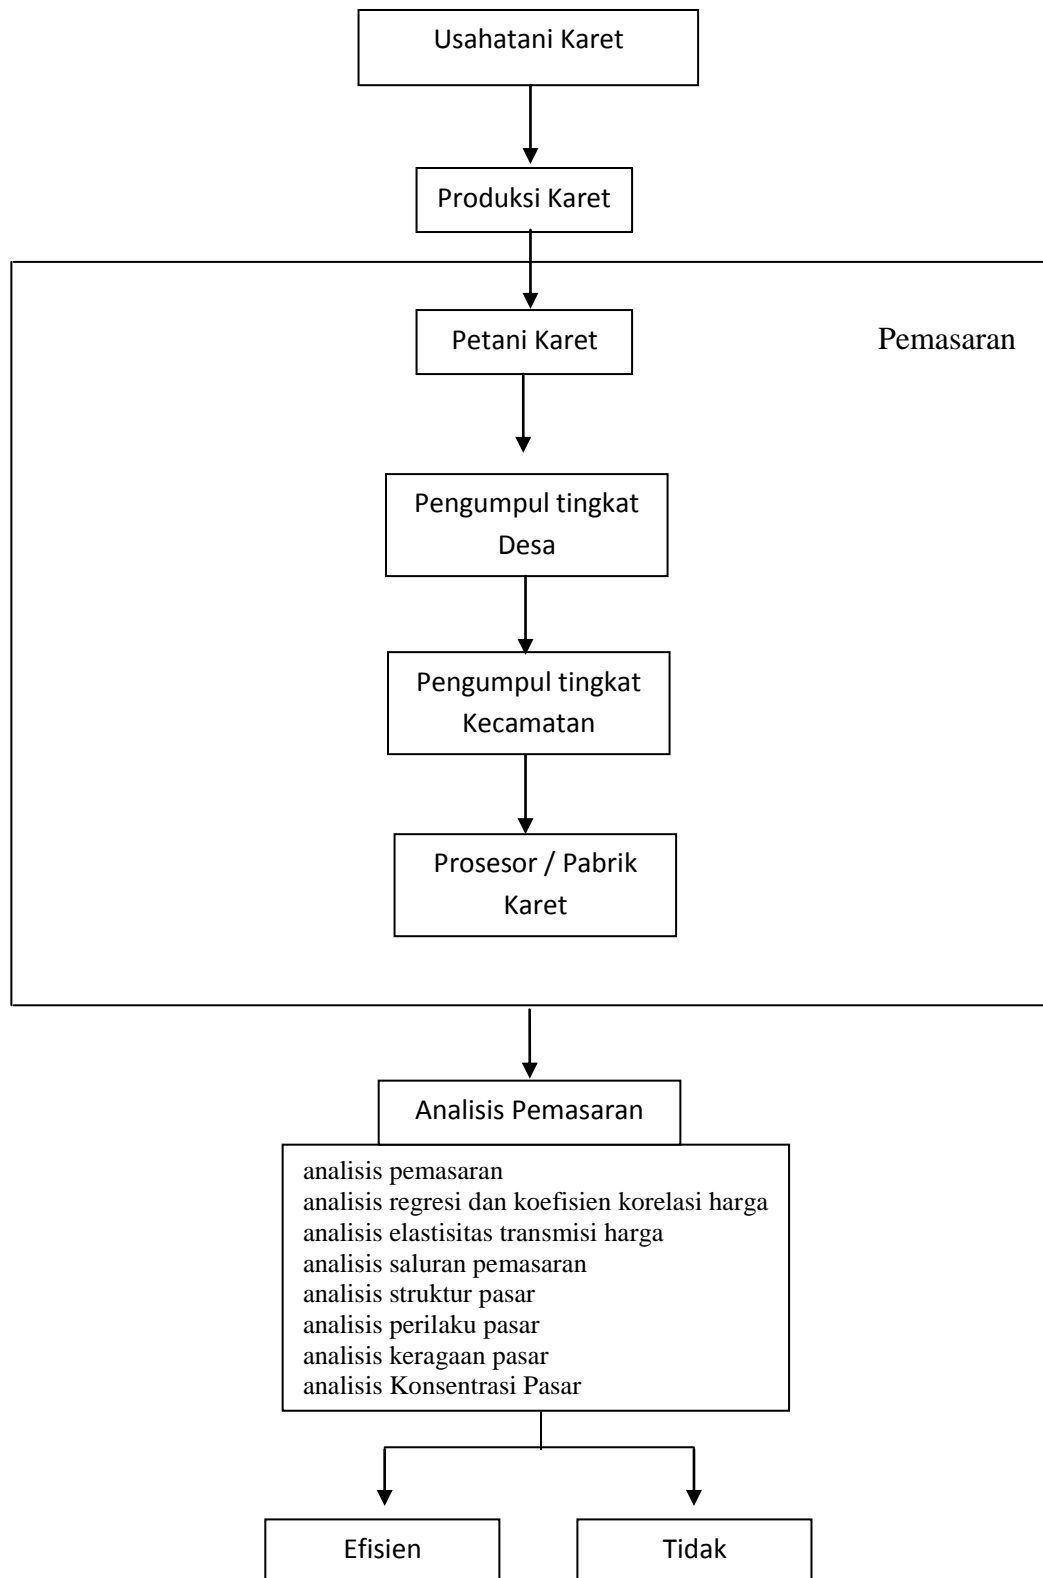 Usahatani Karet
Produksi Karet
Petani Karet
Pemasaran
Pengumpul tingkat
Desa
Pengumpul tingkat
Kecamatan
Prosesor / Pabrik
Karet
Analisis Pemasaran
analisis pemasaran
analisis regresi dan koefisien korelasi harga
analisis elastisitas transmisi harga
analisis saluran pemasaran
analisis struktur pasar
analisis perilaku pasar
analisis keragaan pasar
analisis Konsentrasi Pasar
Efisien
Tidak